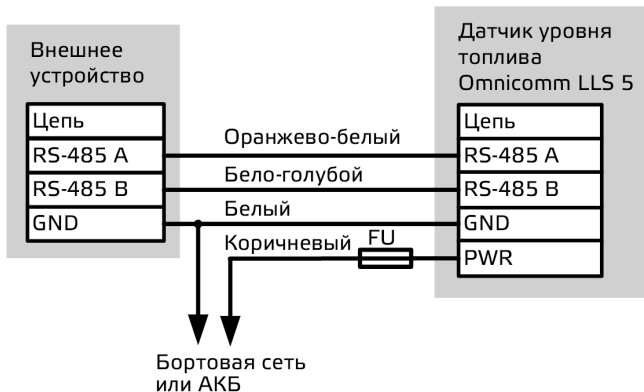 Внешнее
устройство
Цепь
RS-485 A
RS-485 B
GND
Оранжево-белый
Бело-голубой
Белый
Коричневый
FU
Датчик уровня
топлива
Omnicomm LLS 5
Цепь
RS-485 A
RS-485 B
GND
PWR
Бортовая сеть
или АКБ